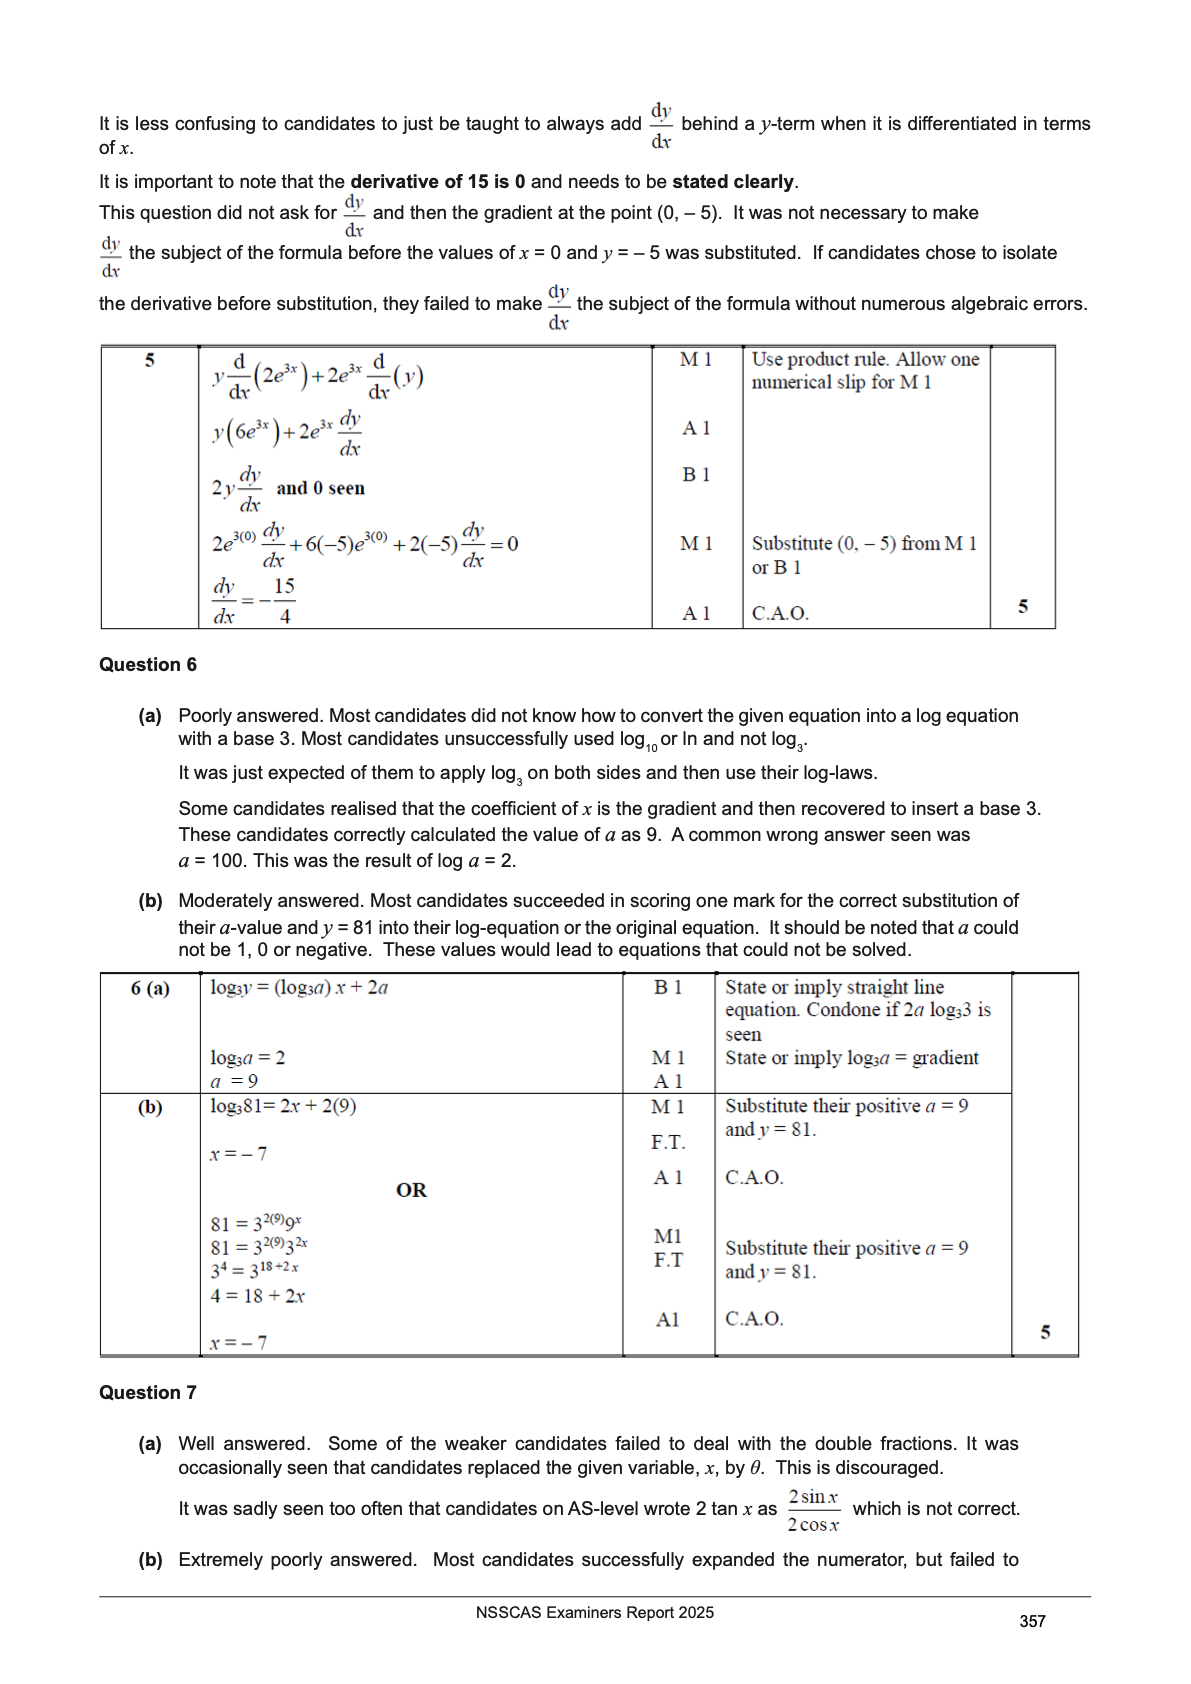 It is less confusing to candidates to just be taught to always add dy/dx behind a y-term when it is differentiated in terms
of x.
It is important to note that the derivative of 15 is 0 and needs to be stated clearly.
This question did not ask for dy/dx and then the gradient at the point (0, – 5). It was not necessary to make
dy/dx the subject of the formula before the values of x = 0 and y = – 5 was substituted. If candidates chose to isolate
the derivative before substitution, they failed to make dy/dx the subject of the formula without numerous algebraic errors.
5 y d/dx (2e³ˣ) + 2e³ˣ d/dx (y) M 1 Use product rule. Allow one
numerical slip for M 1
y(6e³ˣ) + 2e³ˣ dy/dx A 1
2y dy/dx and 0 seen B 1
2e³⁽⁰⁾ dy/dx + 6(–5)e³⁽⁰⁾ + 2(–5) dy/dx = 0 M 1 Substitute (0, – 5) from M 1
or B 1
dy/dx = – 15/4 A 1 C.A.O. 5
Question 6
(a) Poorly answered. Most candidates did not know how to convert the given equation into a log equation
with a base 3. Most candidates unsuccessfully used log₁₀ or ln and not log₃.
It was just expected of them to apply log₃ on both sides and then use their log-laws.
Some candidates realised that the coefficient of x is the gradient and then recovered to insert a base 3.
These candidates correctly calculated the value of a as 9. A common wrong answer seen was
a = 100. This was the result of log a = 2.
(b) Moderately answered. Most candidates succeeded in scoring one mark for the correct substitution of
their a-value and y = 81 into their log-equation or the original equation. It should be noted that a could
not be 1, 0 or negative. These values would lead to equations that could not be solved.
6 (a) log₃y = (log₃a) x + 2a B 1 State or imply straight line
equation. Condone if 2a log₃3 is
seen
log₃a = 2 M 1 State or imply log₃a = gradient
a = 9 A 1
(b) log₃81= 2x + 2(9) M 1 Substitute their positive a = 9
and y = 81.
F.T.
x = – 7
A 1 C.A.O.
OR
81 = 3²⁽⁹⁾9ˣ M1
81 = 3²⁽⁹⁾3²ˣ F.T Substitute their positive a = 9
3⁴ = 3¹⁸⁺²ˣ and y = 81.
4 = 18 + 2x
A1 C.A.O.
x = – 7 5
Question 7
(a) Well answered. Some of the weaker candidates failed to deal with the double fractions. It was
occasionally seen that candidates replaced the given variable, x, by θ. This is discouraged.
It was sadly seen too often that candidates on AS-level wrote 2 tan x as 2 sin x/2 cos x which is not correct.
(b) Extremely poorly answered. Most candidates successfully expanded the numerator, but failed to
NSSCAS Examiners Report 2025
357